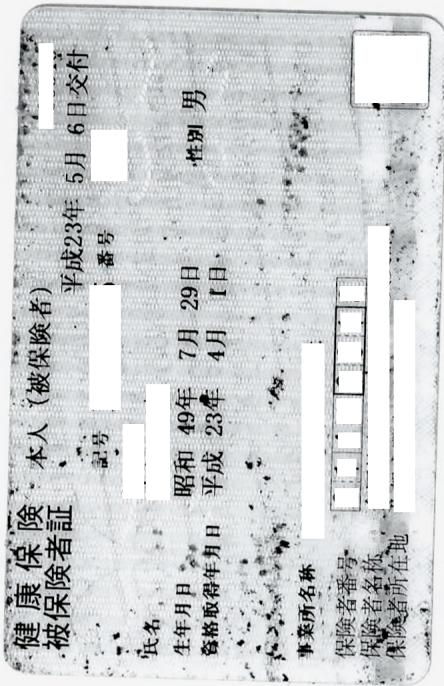 健康保険 本人（被保険者）
被保険者証 平成23年 5月 6日交付
記号 番号
氏名
生年月日 昭和 49年 7月 29日 性別 男
資格取得年月日 平成 23年 4月 1日
事業所名称
保険者番号
保険者名称
保険者所在地